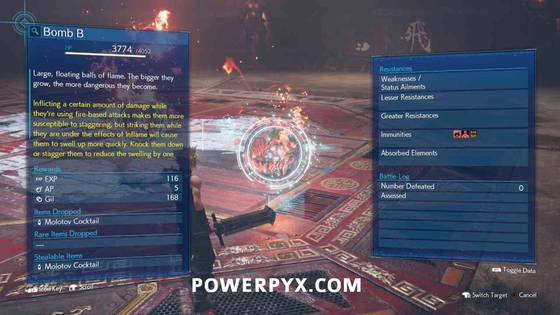 Bomb B
HP 3774 /4052
Large, floating balls of flame. The bigger they
grow, the more dangerous they become.
Inflicting a certain amount of damage while
they're using fire-based attacks makes them more
susceptible to staggering, but striking them while
they are under the effects of Inflame will cause
them to swell up more quickly. Knock them down
or stagger them to reduce the swelling by one
Rewards
EXP 116
AP 5
Gil 168
Items Dropped
Molotov Cocktail
Rare Items Dropped
—
Stealable Items
Molotov Cocktail
Scroll
Resistances
Weaknesses /
Status Ailments
Lesser Resistances
Greater Resistances
Immunities
Absorbed Elements
Battle Log
Number Defeated 0
Assessed
Toggle Data
Switch Target Cancel
POWERPYX.COM